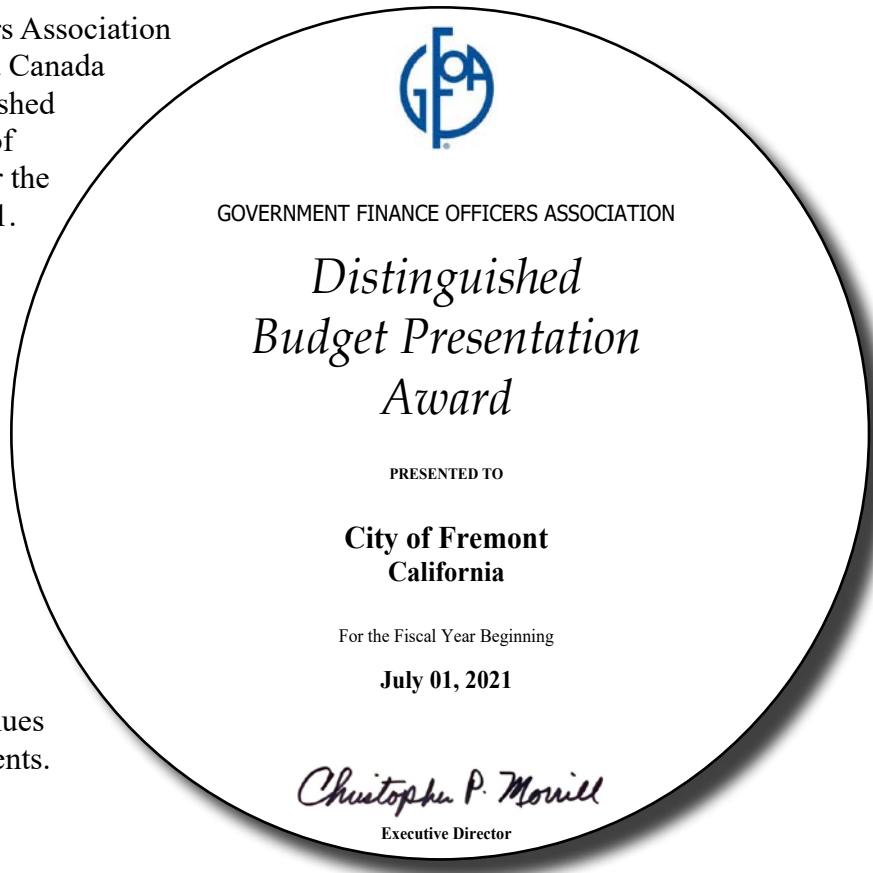 rs Association
Canada
shed
of
r the
1.
GFOA
GOVERNMENT FINANCE OFFICERS ASSOCIATION
Distinguished
Budget Presentation
Award
PRESENTED TO
City of Fremont
California
For the Fiscal Year Beginning
July 01, 2021
ues
ents.
Christopher P. Morrill
Executive Director